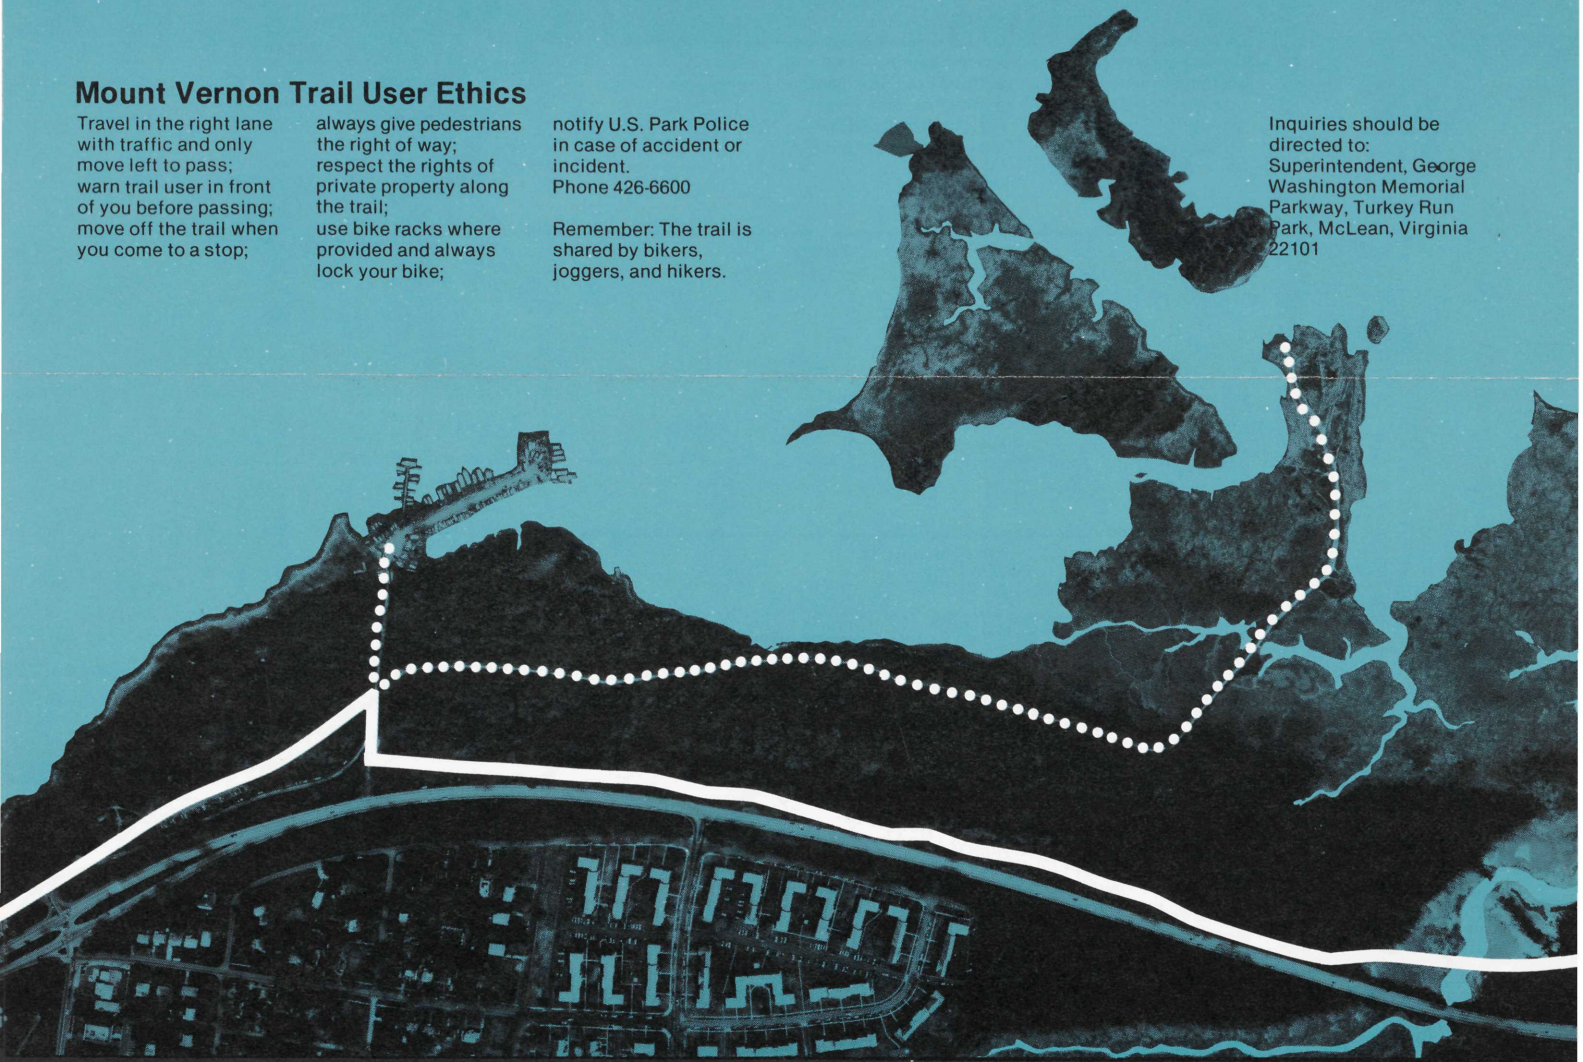 Mount Vernon Trail User Ethics
Travel in the right lane
with traffic and only
move left to pass;
warn trail user in front
of you before passing;
move off the trail when
you come to a stop;
always give pedestrians
the right of way;
respect the rights of
private property along
the trail;
use bike racks where
provided and always
lock your bike;
notify U.S. Park Police
in case of accident or
incident.
Phone 426-6600
Remember: The trail is
shared by bikers,
joggers, and hikers.
Inquiries should be
directed to:
Superintendent, George
Washington Memorial
Parkway, Turkey Run
Park, McLean, Virginia
22101